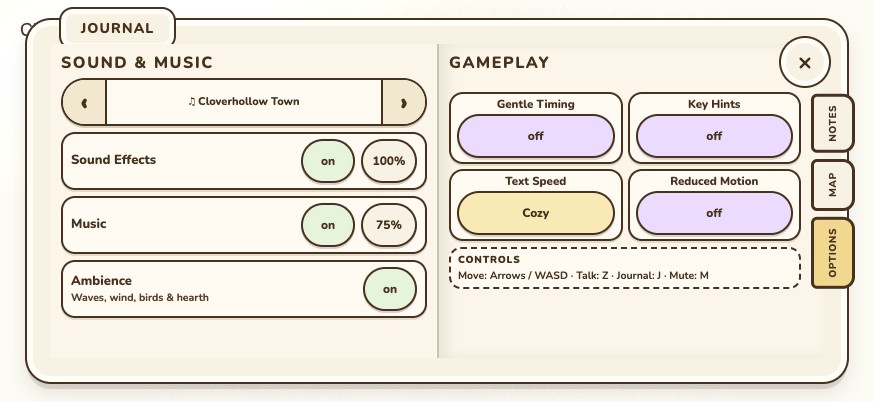 JOURNAL
SOUND & MUSIC
‹
♫ Cloverhollow Town
›
Sound Effects
on
100%
Music
on
75%
Ambience
Waves, wind, birds & hearth
on
GAMEPLAY
×
Gentle Timing
off
Key Hints
off
Text Speed
Cozy
Reduced Motion
off
CONTROLS
Move: Arrows / WASD · Talk: Z · Journal: J · Mute: M
NOTES
MAP
OPTIONS